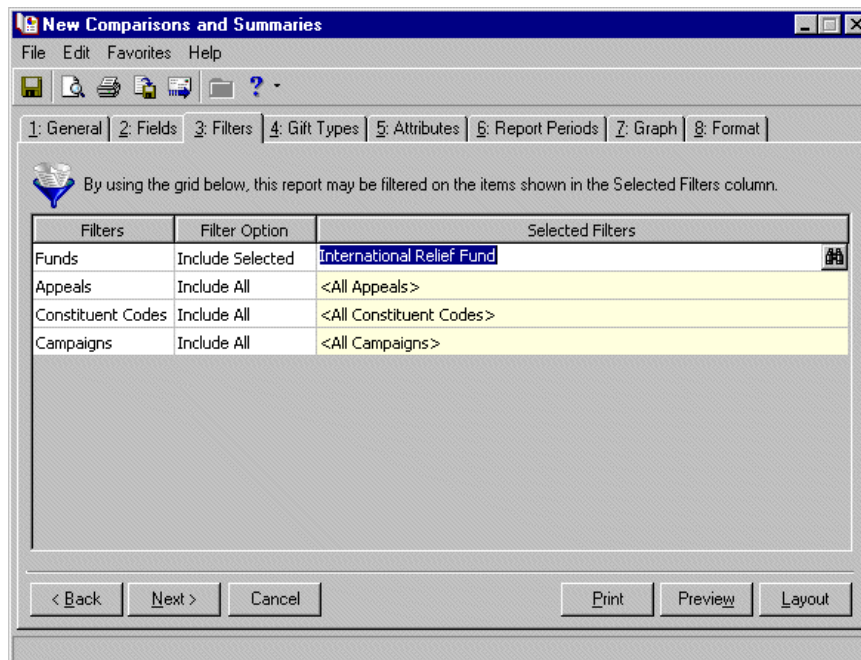 New Comparisons and Summaries
File Edit Favorites Help
?
1: General 2: Fields 3: Filters 4: Gift Types 5: Attributes 6: Report Periods 7: Graph 8: Format
By using the grid below, this report may be filtered on the items shown in the Selected Filters column.
Filters Filter Option Selected Filters
Funds Include Selected International Relief Fund
Appeals Include All <All Appeals>
Constituent Codes Include All <All Constituent Codes>
Campaigns Include All <All Campaigns>
< Back Next > Cancel Print Preview Layout